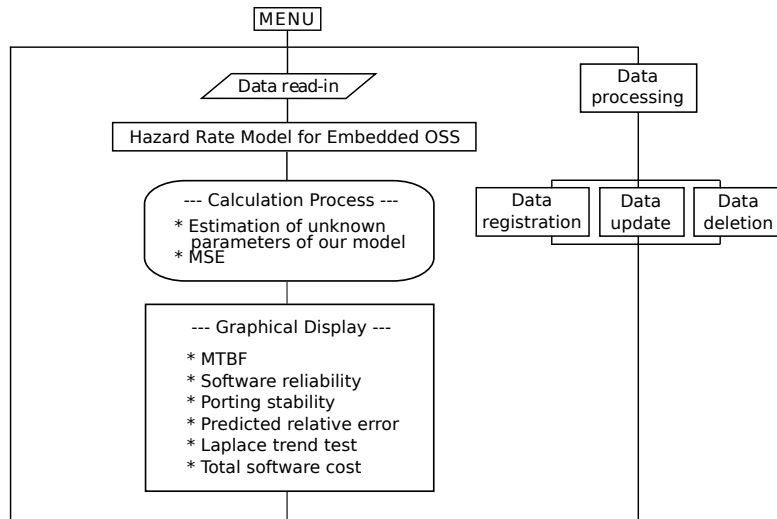 MENU
Data read-in
Hazard Rate Model for Embedded OSS
--- Calculation Process ---
* Estimation of unknown
parameters of our model
* MSE
--- Graphical Display ---
* MTBF
* Software reliability
* Porting stability
* Predicted relative error
* Laplace trend test
* Total software cost
Data
processing
Data
registration
Data
update
Data
deletion